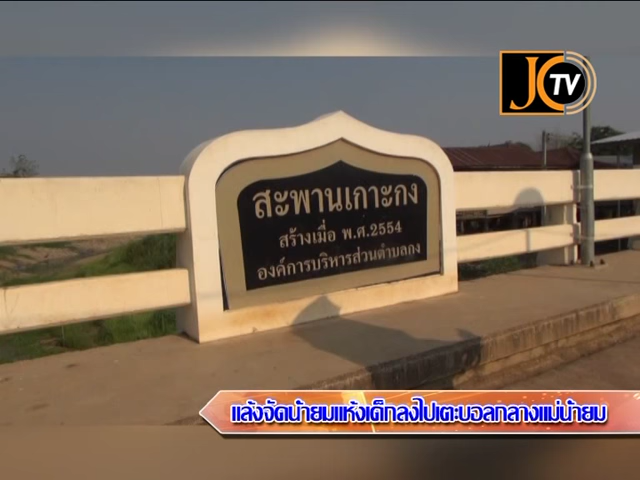 JC TV
สะพานเกาะกง
สร้างเมื่อ พ.ศ.2554
องค์การบริหารส่วนตำบลกง
แล้งจัดน้ำยมแห้งเด็กลงไปเตะบอลกลางแม่น้ำยม